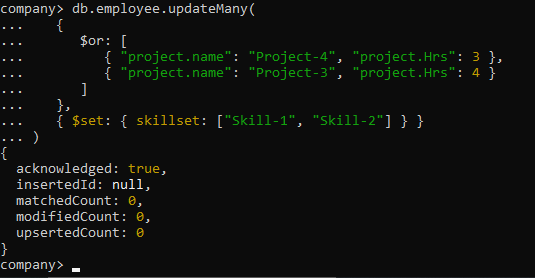 company> db.employee.updateMany(
...     {
...        $or: [
...           { "project.name": "Project-4", "project.Hrs": 3 },
...           { "project.name": "Project-3", "project.Hrs": 4 }
...        ]
...     },
...     { $set: { skillset: ["Skill-1", "Skill-2"] } }
... )
{
  acknowledged: true,
  insertedId: null,
  matchedCount: 0,
  modifiedCount: 0,
  upsertedCount: 0
}
company>